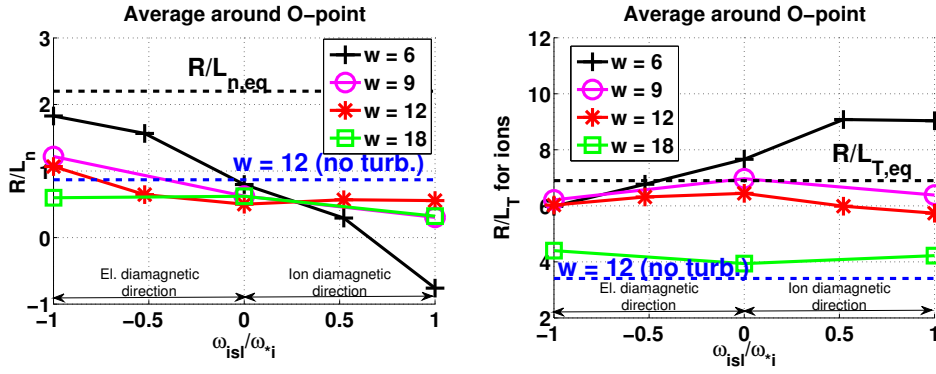 Average around O-point
R/L_n
3
2
1
0
-1
R/L_n,eq
w = 6
w = 9
w = 12
w = 18
w = 12 (no turb.)
El. diamagnetic
direction
Ion diamagnetic
direction
-1 -0.5 0 0.5 1
ω_isl/ω_*i
Average around O-point
R/L_T for ions
12
10
8
6
4
2
w = 6
w = 9
w = 12
w = 18
R/L_T,eq
w = 12 (no turb.)
El. diamagnetic
direction
Ion diamagnetic
direction
-1 -0.5 0 0.5 1
ω_isl/ω_*i